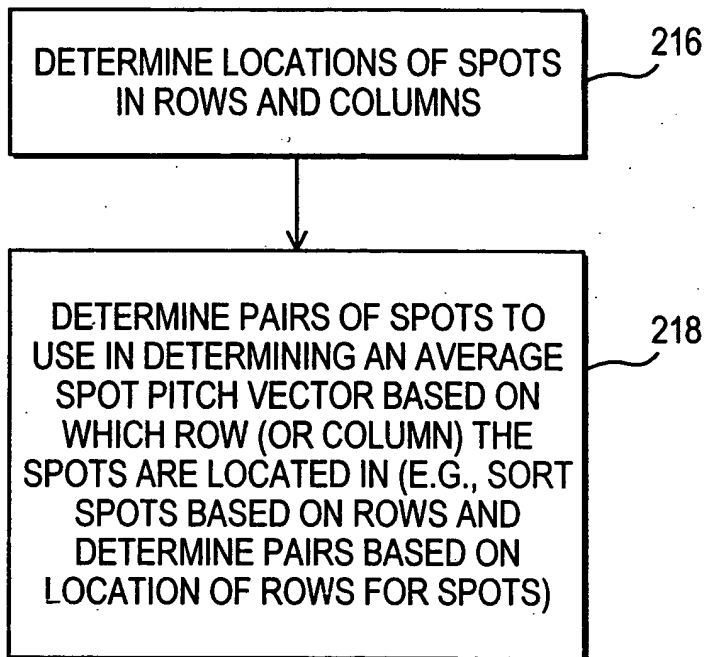 DETERMINE LOCATIONS OF SPOTS
IN ROWS AND COLUMNS
216
DETERMINE PAIRS OF SPOTS TO
USE IN DETERMINING AN AVERAGE
SPOT PITCH VECTOR BASED ON
WHICH ROW (OR COLUMN) THE
SPOTS ARE LOCATED IN (E.G., SORT
SPOTS BASED ON ROWS AND
DETERMINE PAIRS BASED ON
LOCATION OF ROWS FOR SPOTS)
218